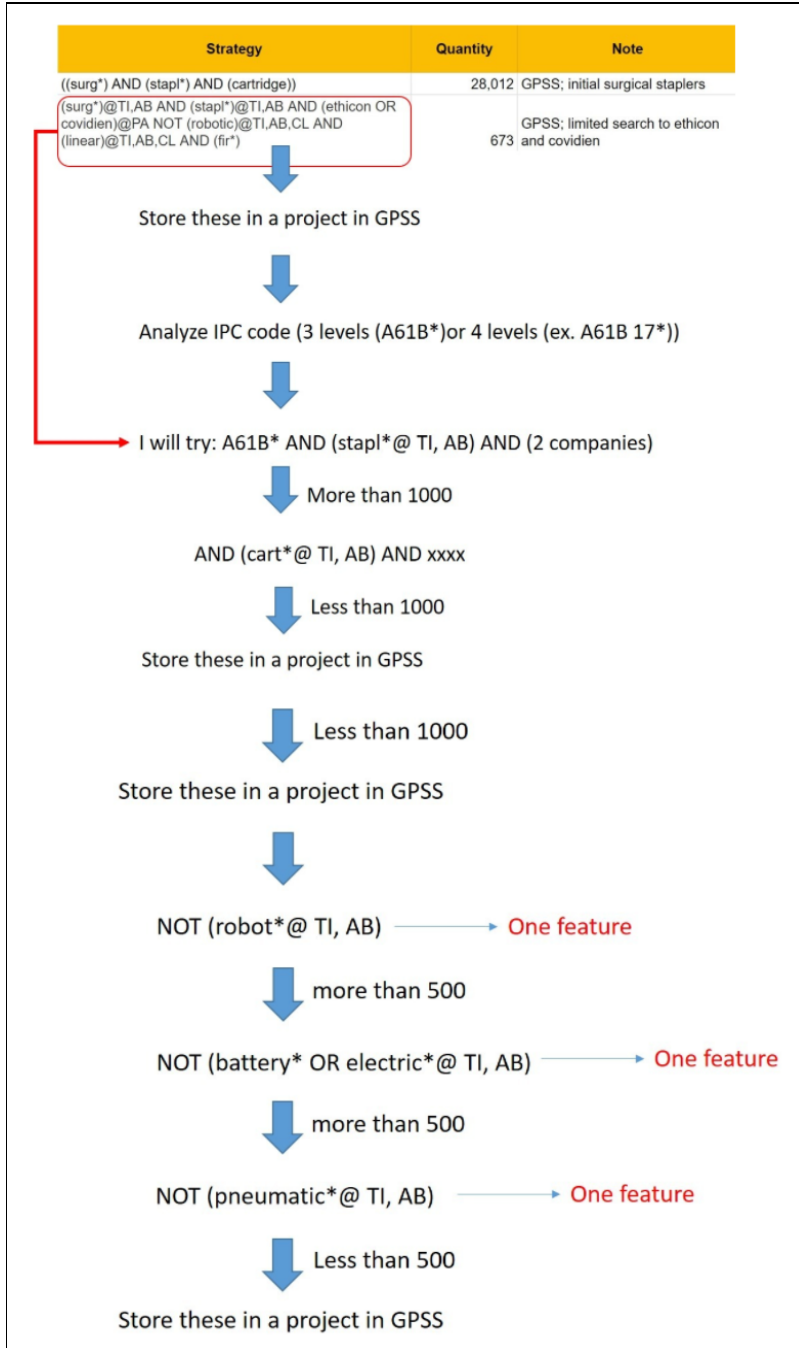 Strategy Quantity Note
((surg*) AND (stapl*) AND (cartridge)) 28,012 GPSS; initial surgical staplers
(surg*)@TI,AB AND (stapl*)@TI,AB AND (ethicon OR
covidien)@PA NOT (robotic)@TI,AB,CL AND
(linear)@TI,AB,CL AND (fir*)
673
GPSS; limited search to ethicon
and covidien
Store these in a project in GPSS
Analyze IPC code (3 levels (A61B*)or 4 levels (ex. A61B 17*))
I will try: A61B* AND (stapl*@ TI, AB) AND (2 companies)
More than 1000
AND (cart*@ TI, AB) AND xxxx
Less than 1000
Store these in a project in GPSS
Less than 1000
Store these in a project in GPSS
NOT (robot*@ TI, AB) One feature
more than 500
NOT (battery* OR electric*@ TI, AB) One feature
more than 500
NOT (pneumatic*@ TI, AB) One feature
Less than 500
Store these in a project in GPSS